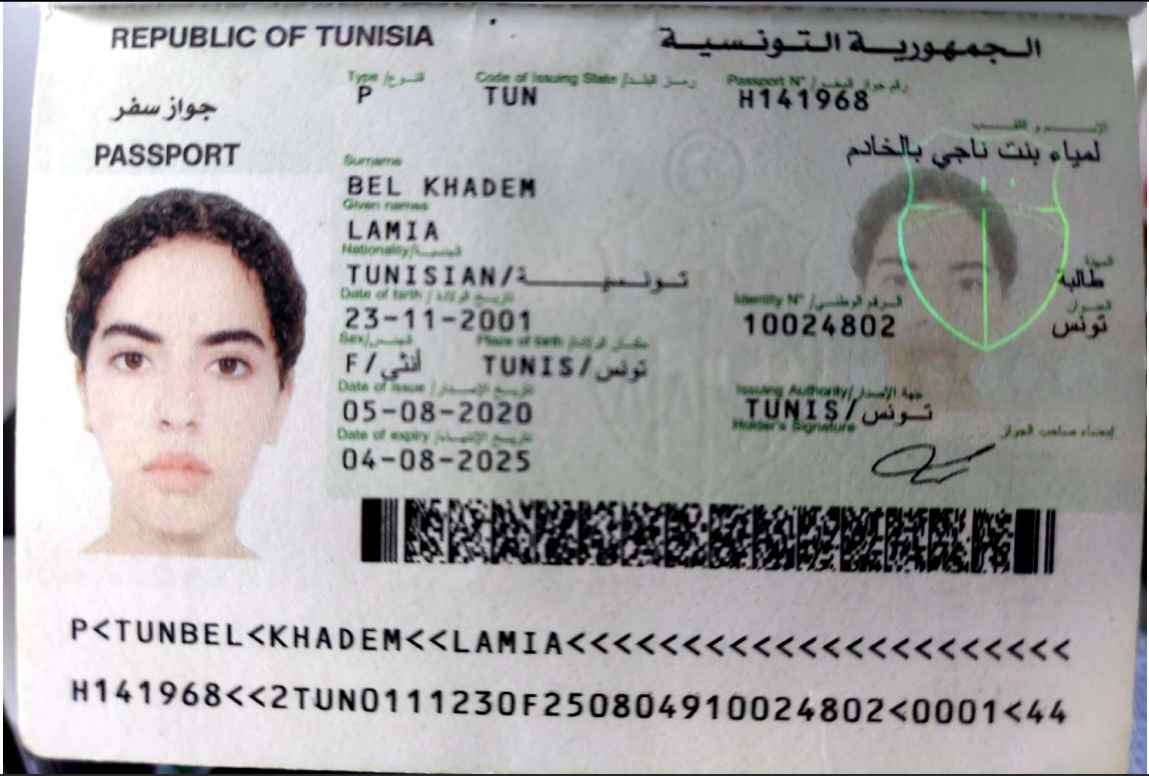 REPUBLIC OF TUNISIA
الجمهورية التونسية
جواز سفر
PASSPORT
Type/النوع
P
Code of Issuing State/رمز البلد
TUN
Passport N°/رقم جواز السفر
H141968
الإسم و اللقب
لمياء بنت ناجي بالخادم
Surname
BEL KHADEM
Given names
LAMIA
Nationality/الجنسية
TUNISIAN/تونسية
المهنة
طالبة
Date of birth/تاريخ الولادة
23-11-2001
Identity N°/الرقم الوطني
10024802
العنوان
تونس
Sex/الجنس
F/أنثى
Place of birth/مكان الولادة
TUNIS/تونس
Date of issue/تاريخ الإصدار
05-08-2020
Issuing Authority/جهة الإصدار
TUNIS/تونس
Date of expiry/تاريخ الإنتهاء
04-08-2025
Holder's Signature
إمضاء صاحب الجواز
P<TUNBEL<KHADEM<<LAMIA<<<<<<<<<<<<<<<<<<<<<<
H141968<<2TUN0111230F250804910024802<0001<44